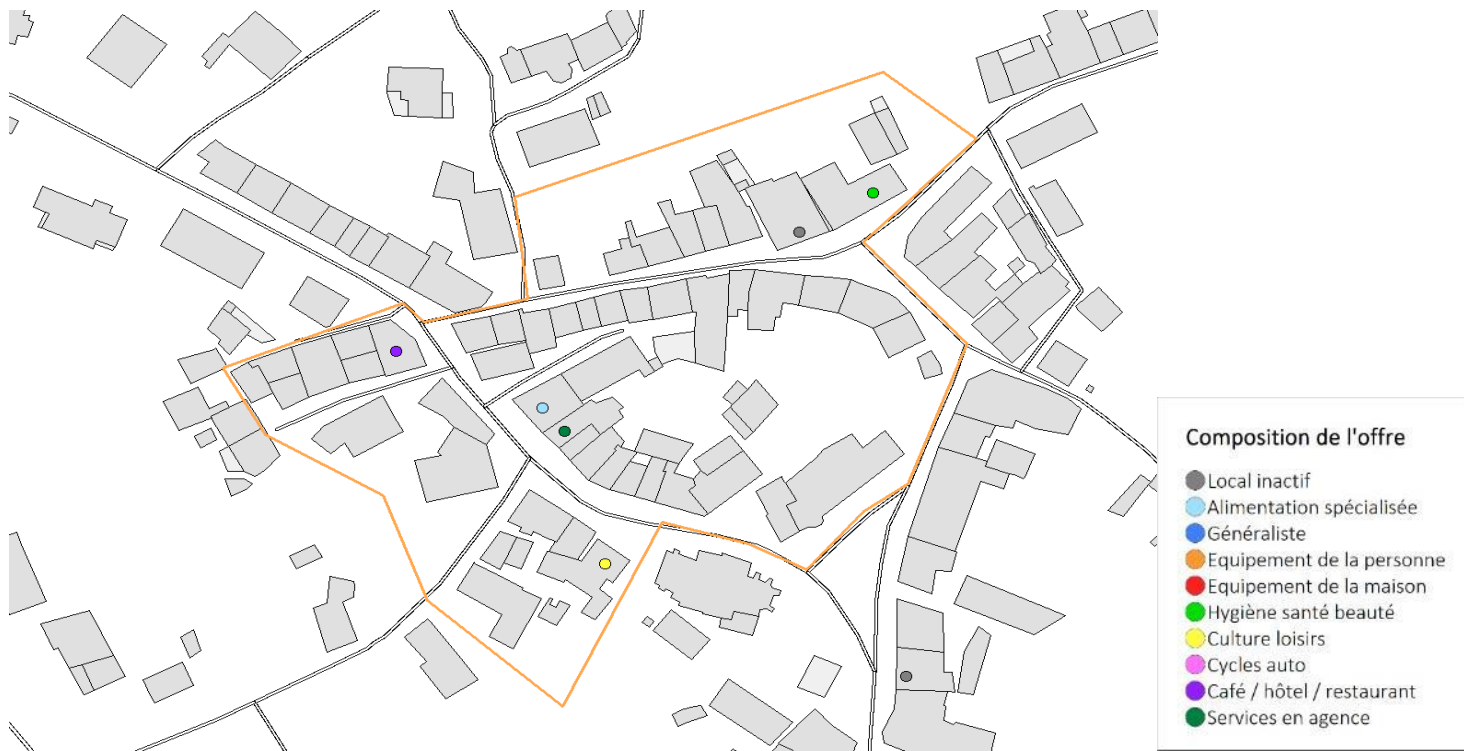 Composition de l'offre
Local inactif
Alimentation spécialisée
Généraliste
Equipement de la personne
Equipement de la maison
Hygiène santé beauté
Culture loisirs
Cycles auto
Café / hôtel / restaurant
Services en agence